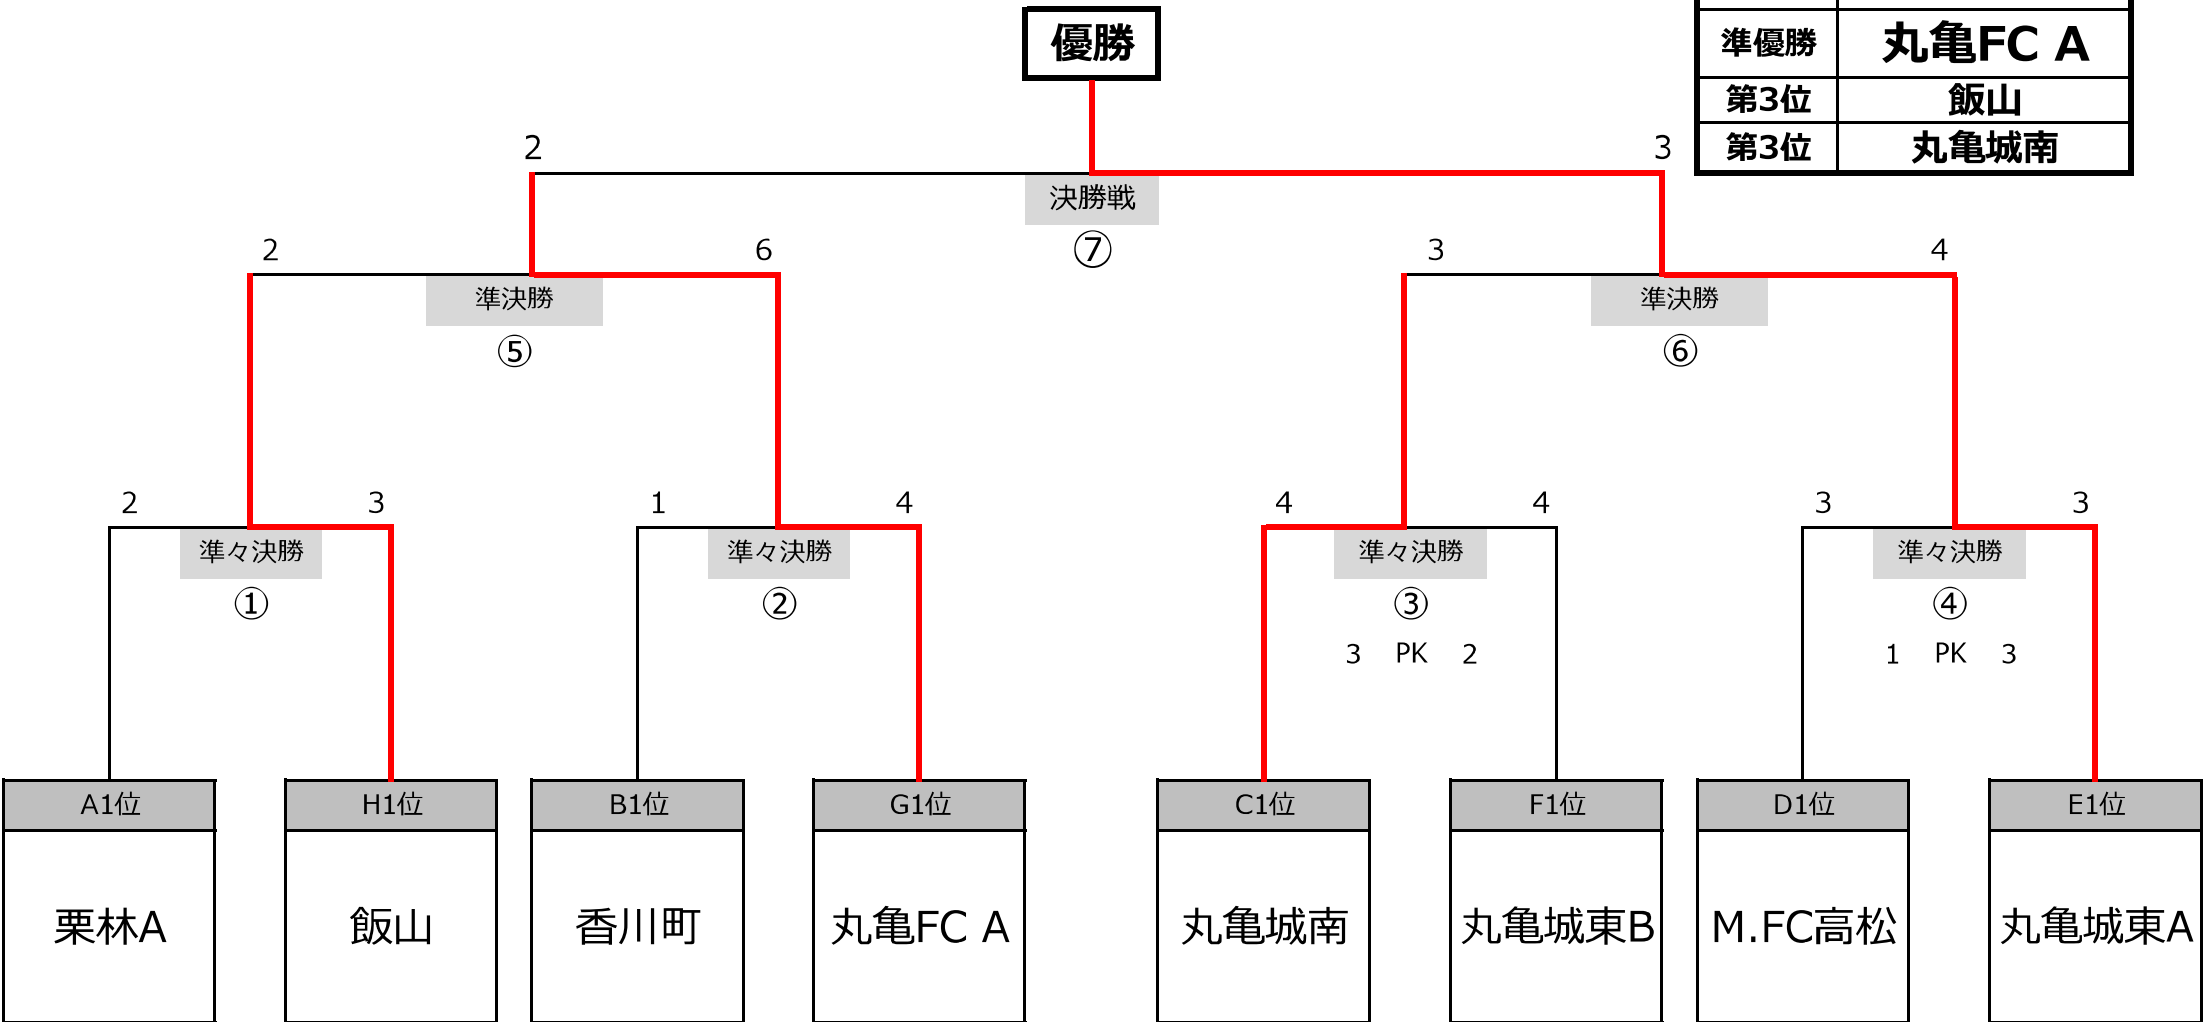 優勝
準優勝 丸亀FC A
第3位 飯山
第3位 丸亀城南
2 3
決勝戦
⑦
2 6 3 4
準決勝 準決勝
⑤ ⑥
2 3 1 4 4 4 3 3
準々決勝 準々決勝 準々決勝 準々決勝
① ② ③ ④
3 PK 2 1 PK 3
A1位 H1位 B1位 G1位 C1位 F1位 D1位 E1位
栗林A 飯山 香川町 丸亀FC A 丸亀城南 丸亀城東B M.FC高松 丸亀城東A